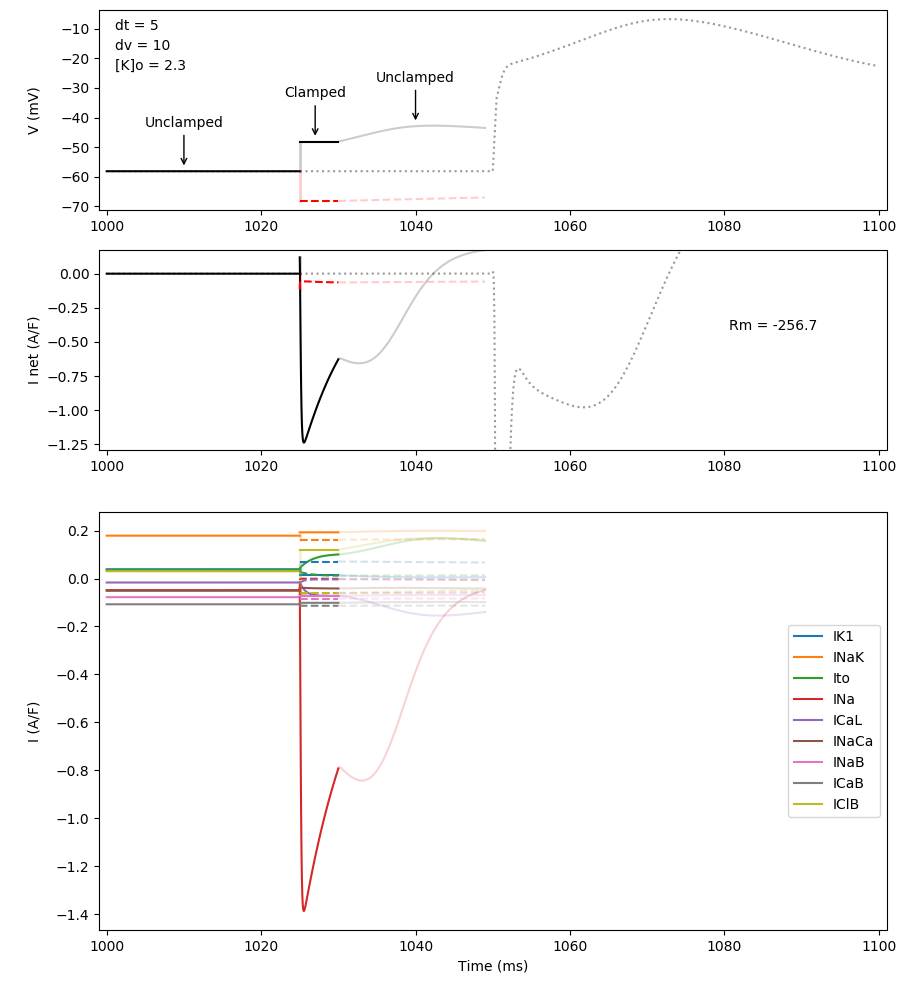 dt = 5
dv = 10
[K]o = 2.3
Unclamped
Clamped
Unclamped
V (mV)
−10
−20
−30
−40
−50
−60
−70
1000
1020
1040
1060
1080
1100
I net (A/F)
0.00
−0.25
−0.50
−0.75
−1.00
−1.25
Rm = -256.7
1000
1020
1040
1060
1080
1100
I (A/F)
0.2
0.0
−0.2
−0.4
−0.6
−0.8
−1.0
−1.2
−1.4
IK1
INaK
Ito
INa
ICaL
INaCa
INaB
ICaB
IClB
1000
1020
1040
1060
1080
1100
Time (ms)